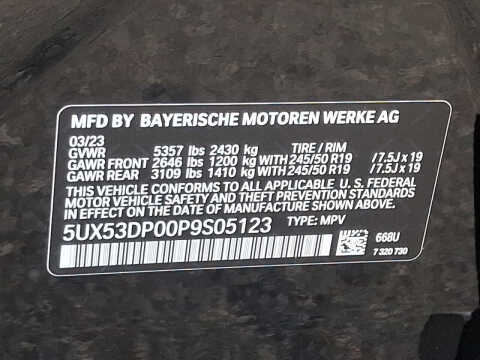 MFD BY BAYERISCHE MOTOREN WERKE AG
03/23
GVWR 5357 lbs 2430 kg TIRE / RIM
GAWR FRONT 2646 lbs 1200 kg WITH 245/50 R19 / 7.5J x 19
GAWR REAR 3109 lbs 1410 kg WITH 245/50 R19 / 7.5J x 19
THIS VEHICLE CONFORMS TO ALL APPLICABLE U. S. FEDERAL
MOTOR VEHICLE SAFETY AND THEFT PREVENTION STANDARDS
IN EFFECT ON THE DATE OF MANUFACTURE SHOWN ABOVE.
5UX53DP00P9S05123 TYPE: MPV
668U
7 320 730